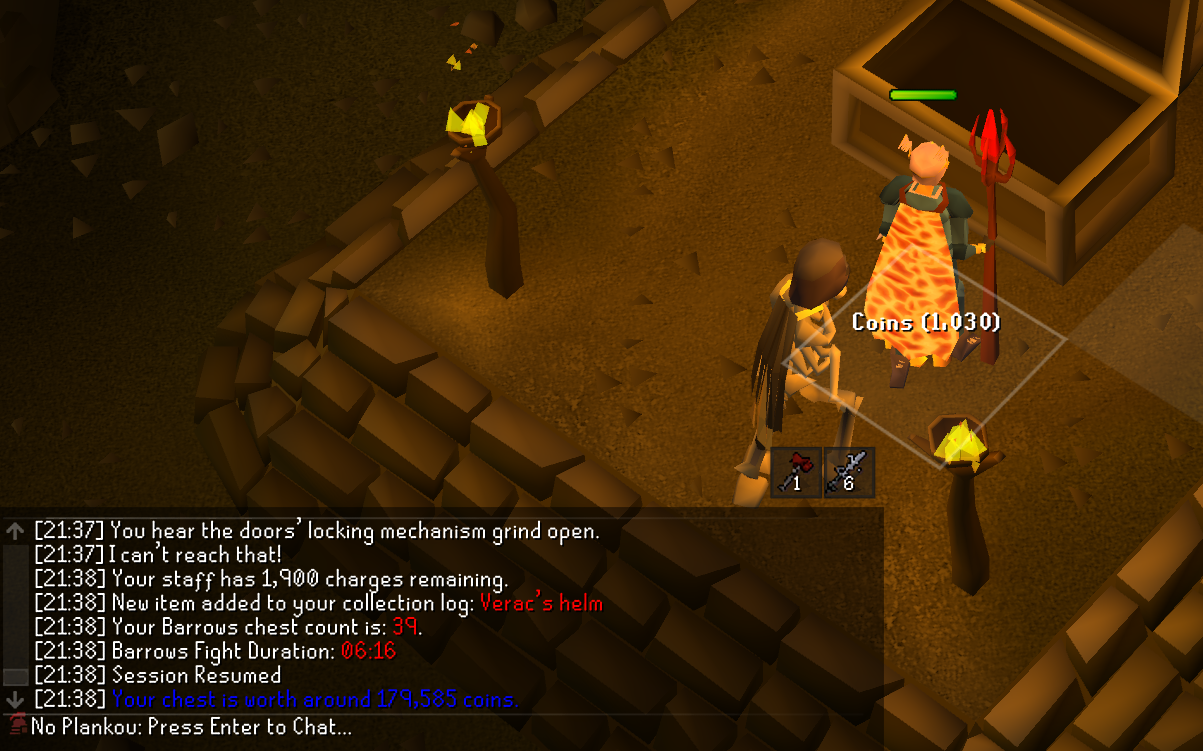 Coins (1,030)
1 6
[21:37] You hear the doors' locking mechanism grind open.
[21:37] I can't reach that!
[21:38] Your staff has 1,900 charges remaining.
[21:38] New item added to your collection log: Verac's helm
[21:38] Your Barrows chest count is: 39.
[21:38] Barrows Fight Duration: 06:16
[21:38] Session Resumed
[21:38] Your chest is worth around 179,585 coins.
No Plankou: Press Enter to Chat...